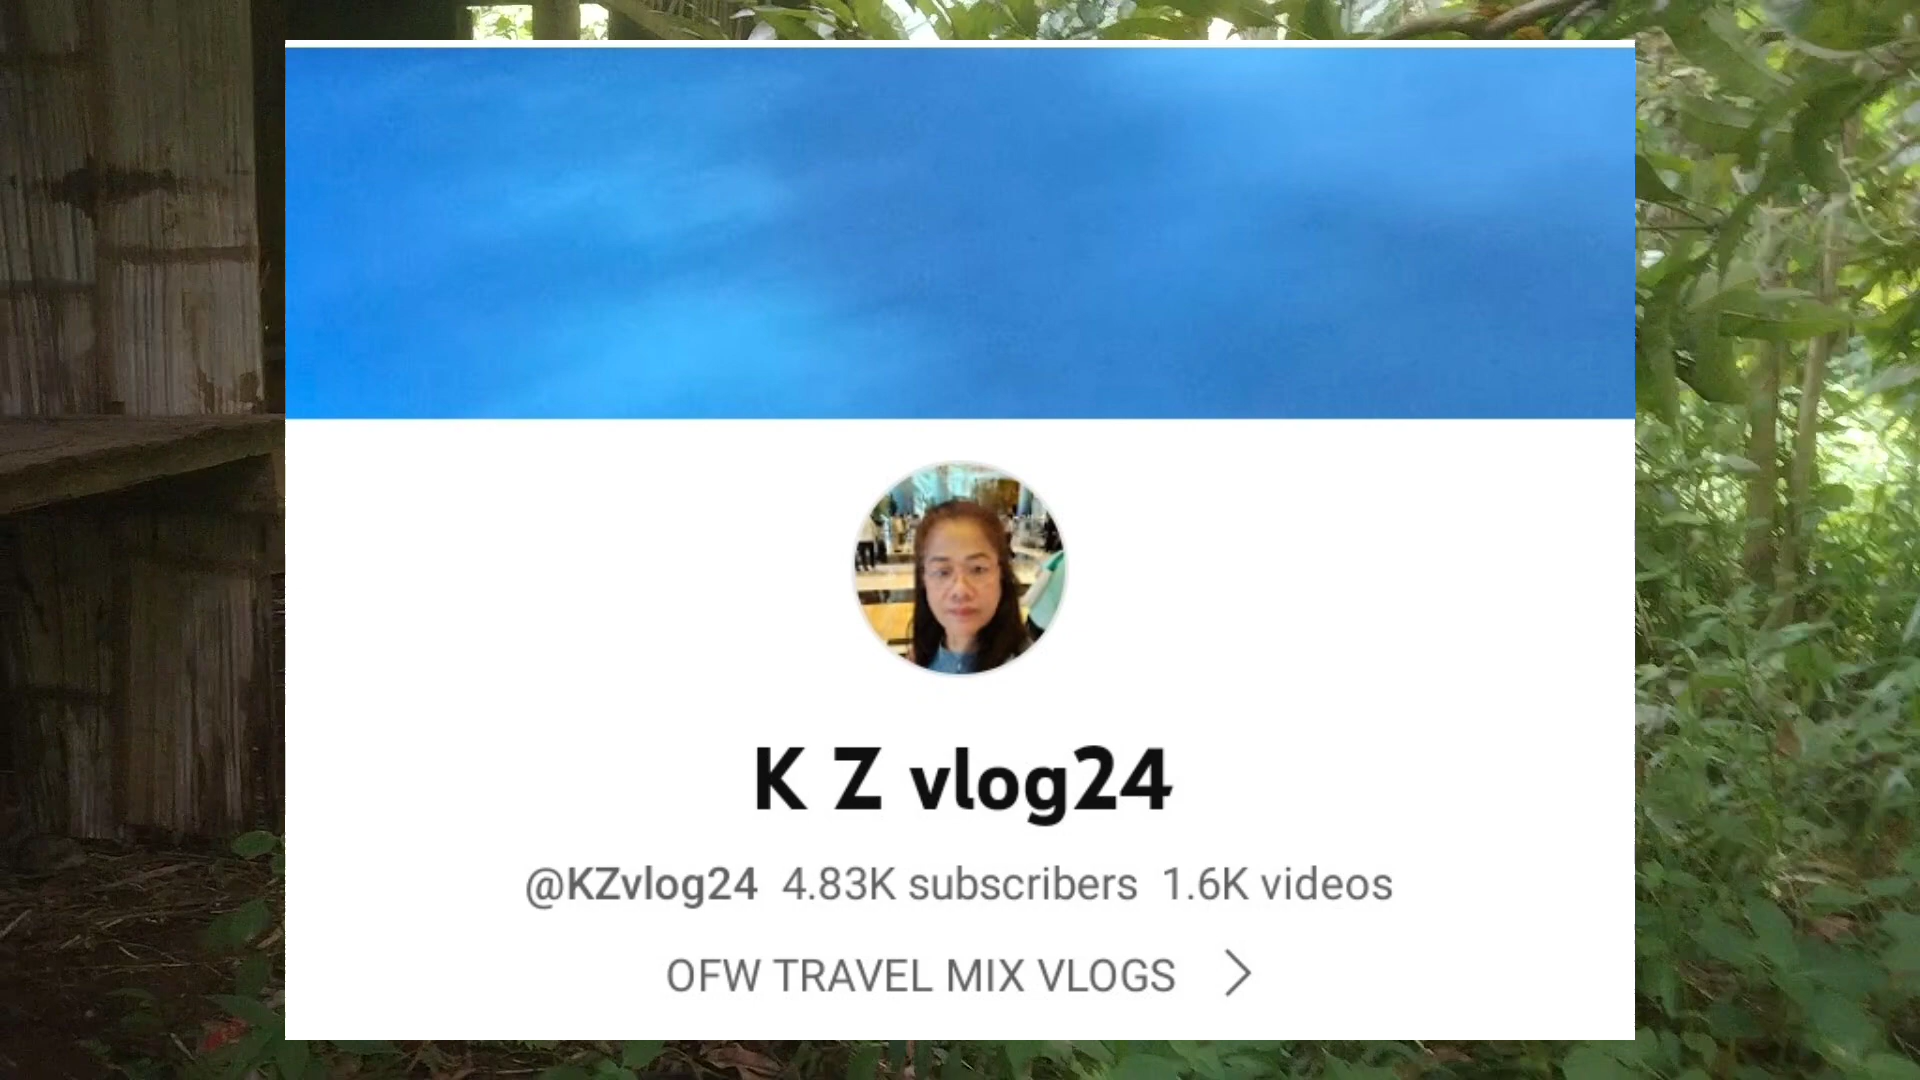 K Z vlog24
@KZvlog24 4.83K subscribers 1.6K videos
OFW TRAVEL MIX VLOGS